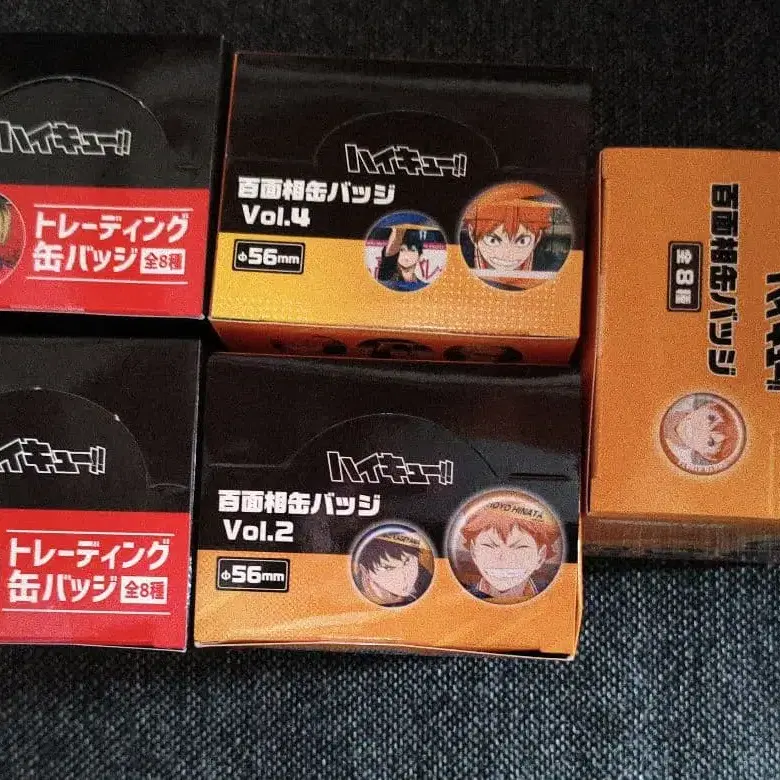 ハイキュー!!
トレーディング
缶バッジ 全8種
ハイキュー!!
百面相缶バッジ
Vol.4
φ56mm
百面相缶バッジ
全8種
ハイキュー!!
トレーディング
缶バッジ 全8種
ハイキュー!!
百面相缶バッジ
Vol.2
φ56mm
OYO HINATA